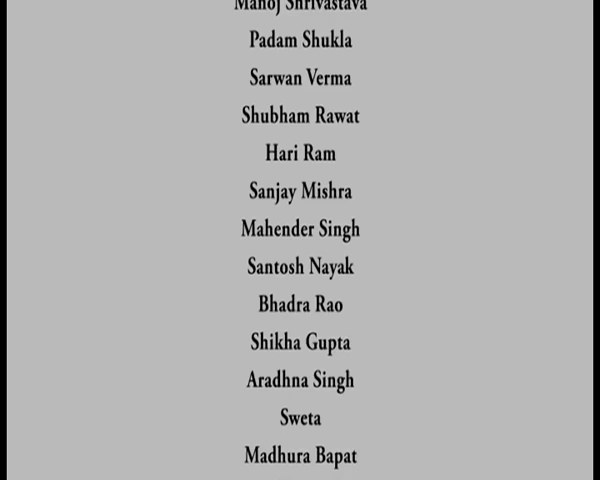 Manoj Shrivastava
Padam Shukla
Sarwan Verma
Shubham Rawat
Hari Ram
Sanjay Mishra
Mahender Singh
Santosh Nayak
Bhadra Rao
Shikha Gupta
Aradhna Singh
Sweta
Madhura Bapat